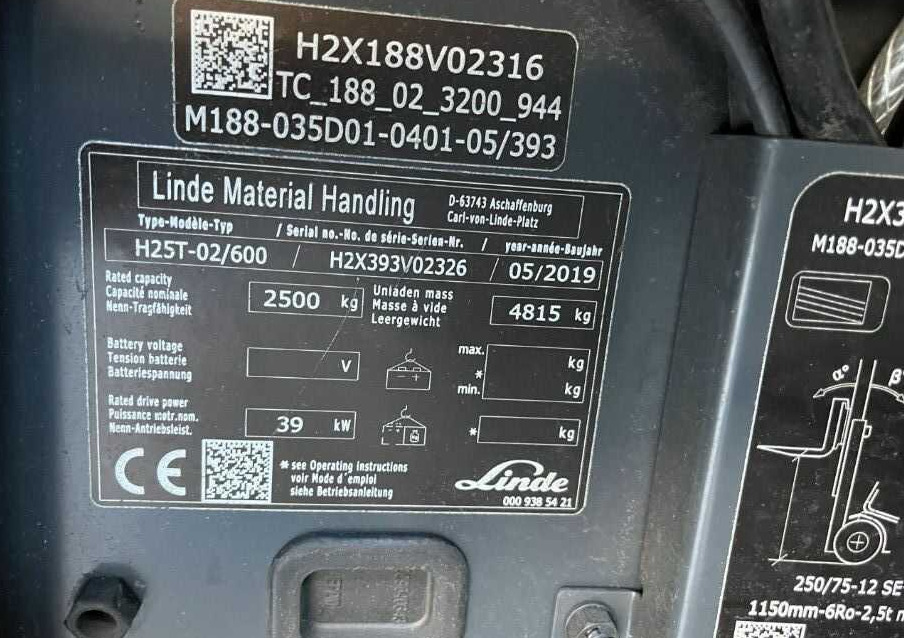 H2X188V02316
TC_188_02_3200_944
M188-035D01-0401-05/393
Linde Material Handling
D-63743 Aschaffenburg
Carl-von-Linde-Platz
Type-Modèle-Typ / Serial no.-No. de série-Serien-Nr. / year-année-Baujahr
H25T-02/600 / H2X393V02326 / 05/2019
Rated capacity
Capacité nominale
Nenn-Tragfähigkeit
2500 kg
Unladen mass
Masse à vide
Leergewicht
4815 kg
Battery voltage
Tension batterie
Batteriespannung
V
max. kg
*
min. kg
Rated drive power
Puissance motr.nom.
Nenn-Antriebsleist.
39 kW
* kg
CE
* see Operating instructions
voir Mode d'emploi
siehe Betriebsanleitung
Linde
000 938 54 21
H2X3
M188-035D
α° β°
250/75-12 SE
1150mm-6Ro-2,5t